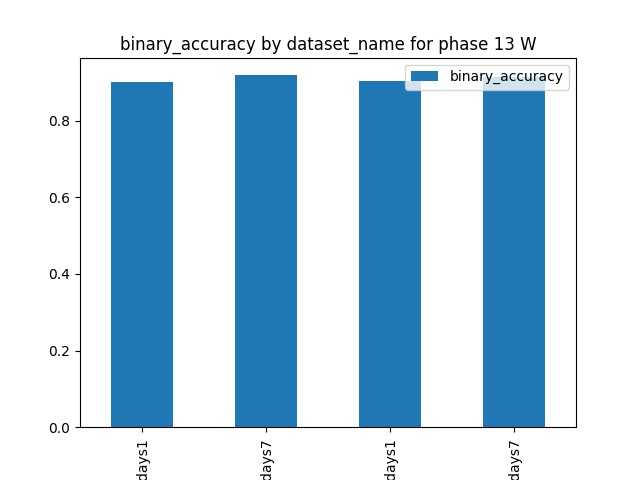 binary_accuracy by dataset_name for phase 13 W
binary_accuracy
0.8
0.6
0.4
0.2
0.0
days1
days7
days1
days7